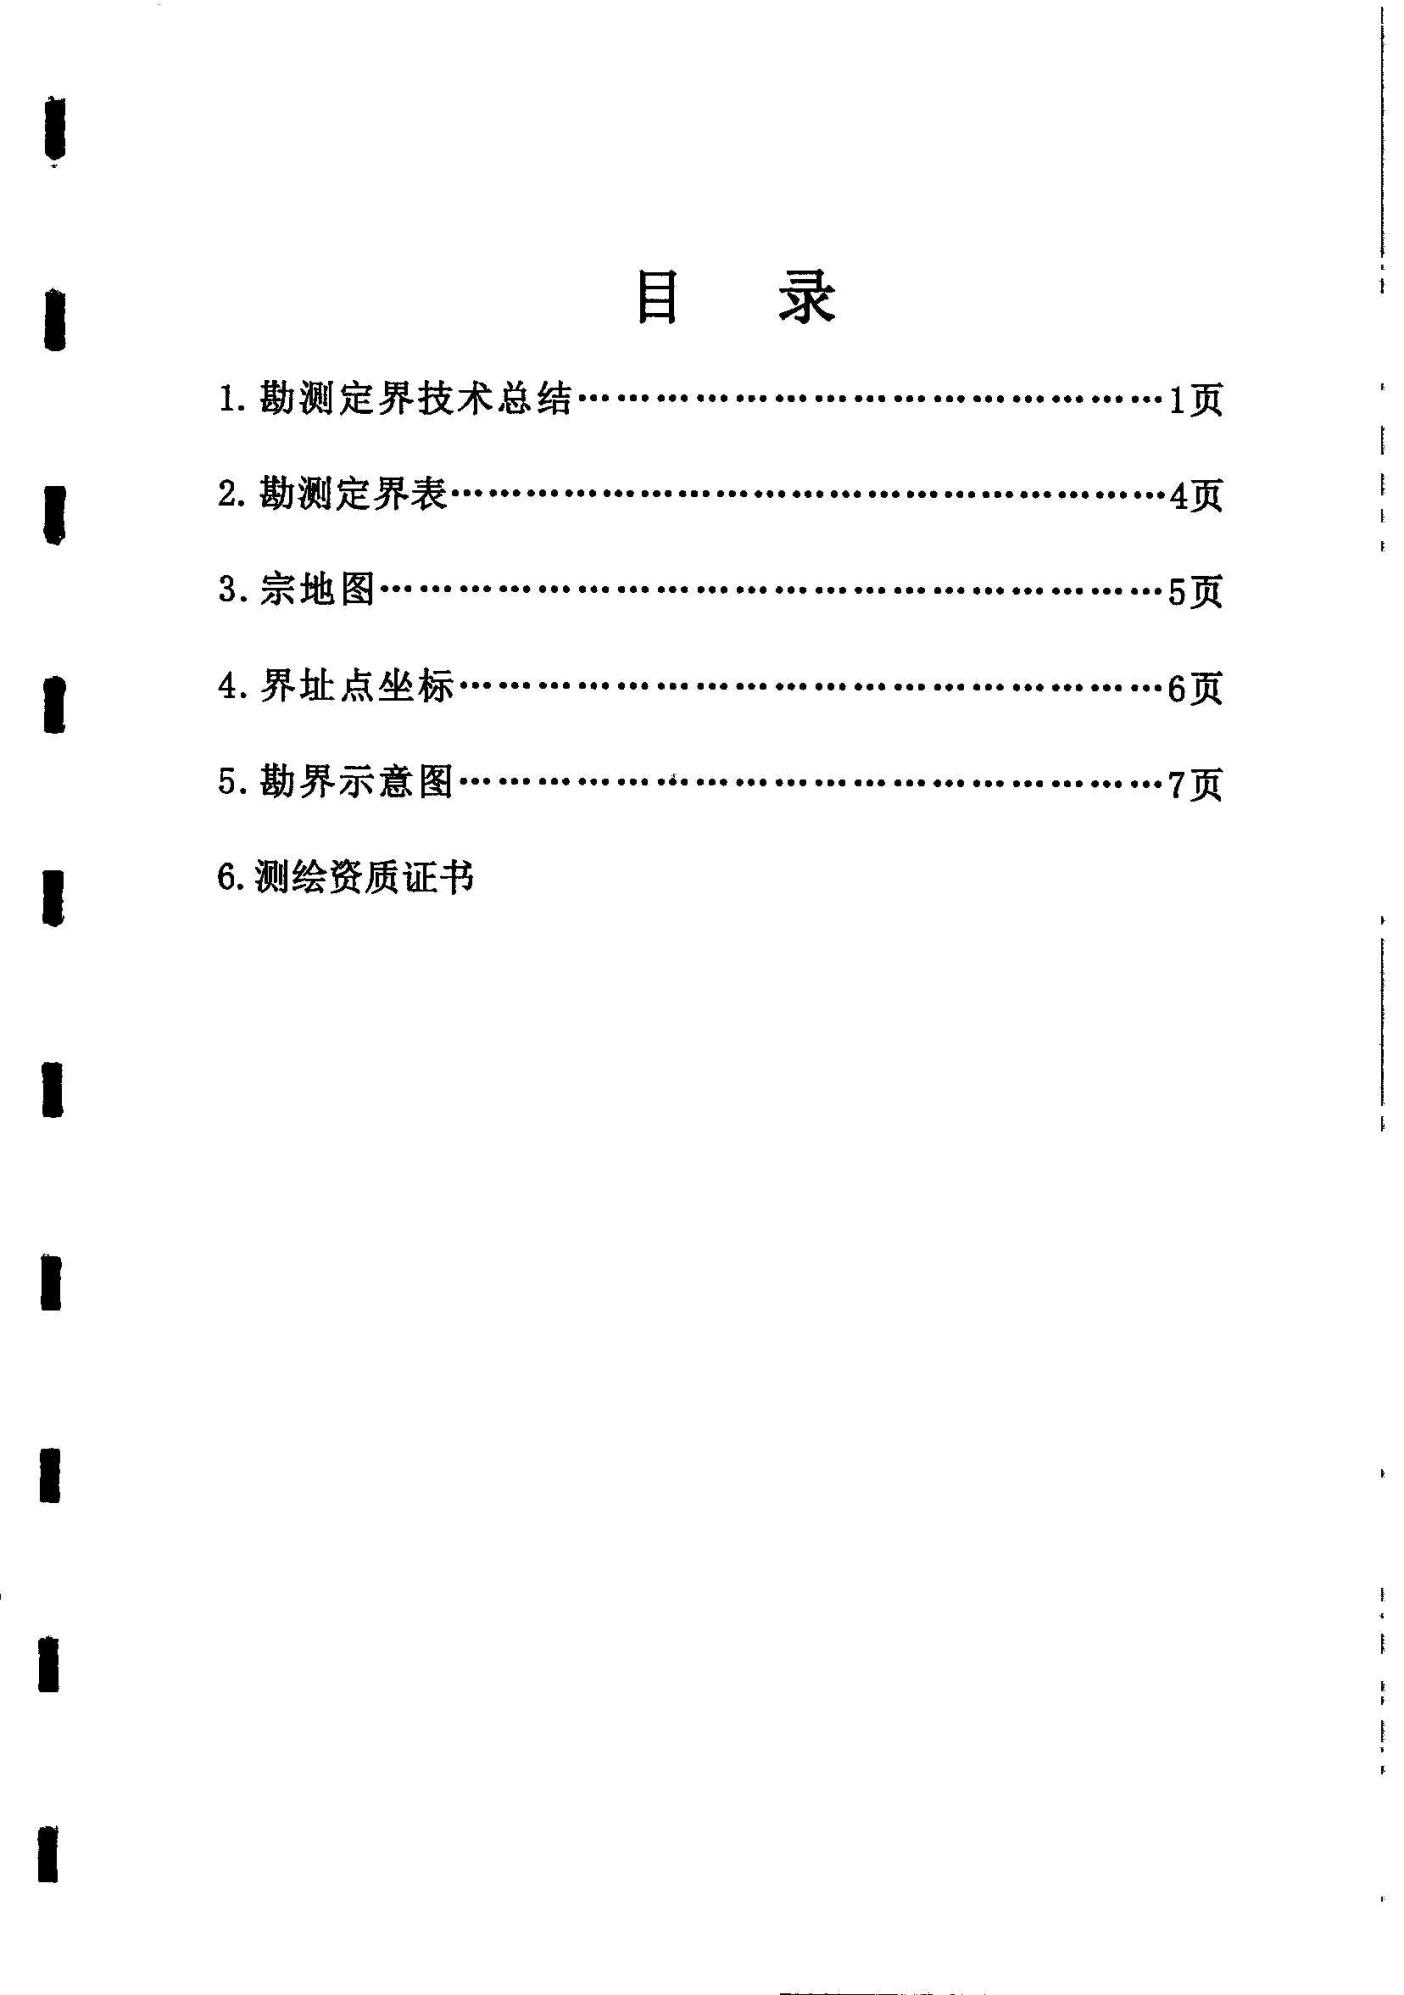 目 录
1. 勘测定界技术总结……………………………………1页
2. 勘测定界表……………………………………………4页
3. 宗地图…………………………………………………5页
4. 界址点坐标……………………………………………6页
5. 勘界示意图……………………………………………7页
6. 测绘资质证书